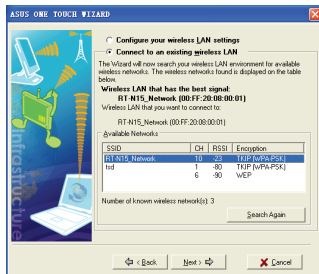 ASUS ONE TOUCH WIZARD
Configure your wireless LAN settings
Connect to an existing wireless LAN
The Wizard will now search your wireless LAN environment for available
wireless networks. The wireless networks found is displayed on the table
below.
Wireless LAN that has the best signal:
RT-N15_Network (00:FF:20:08:00:01)
Wireless LAN that you want to connect to:
RT-N15_Network (00:FF:20:08:00:01)
Available Networks
SSID CH RSSI Encryption
RT-N15_Network 10 -23 TKIP (WPA-PSK)
tsd 1 -80 TKIP (WPA-PSK)
6 -90 WEP
Number of known wireless network(s): 3
Search Again
Infrastructure
< Back Next > Cancel